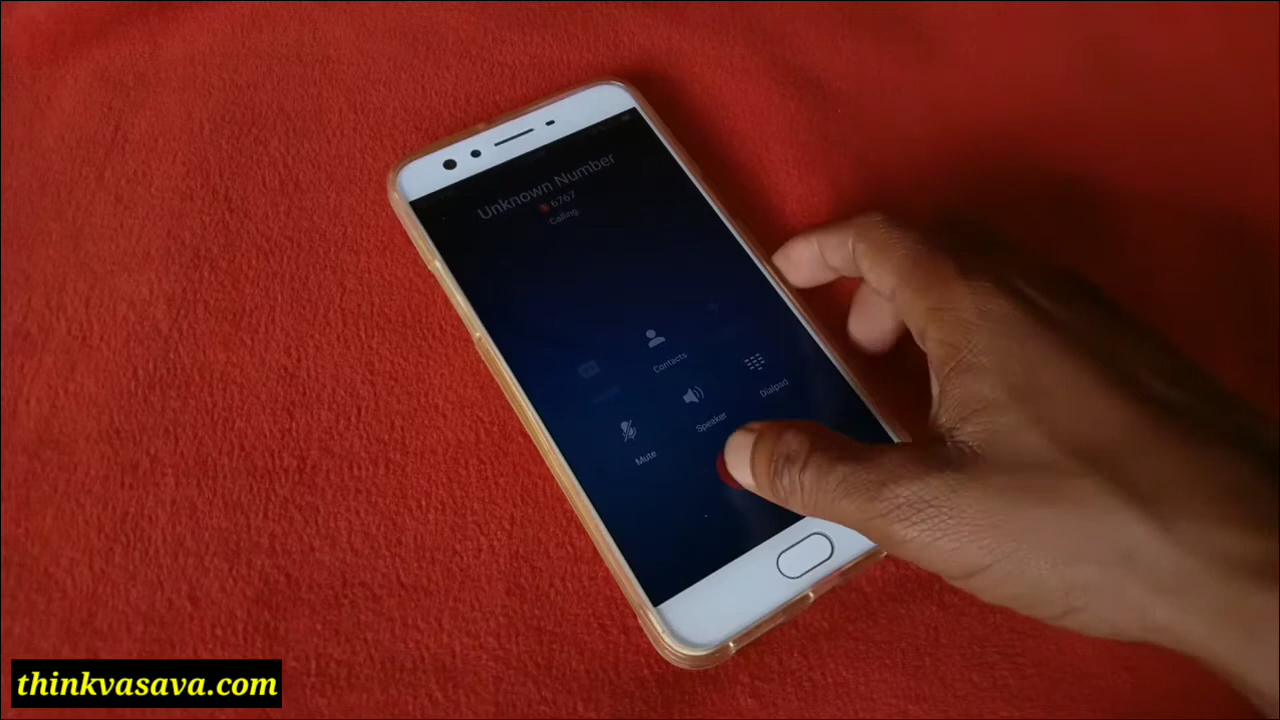 Unknown Number
6767
Calling..
Contacts
Dialpad
Speaker
Mute
thinkvasava.com